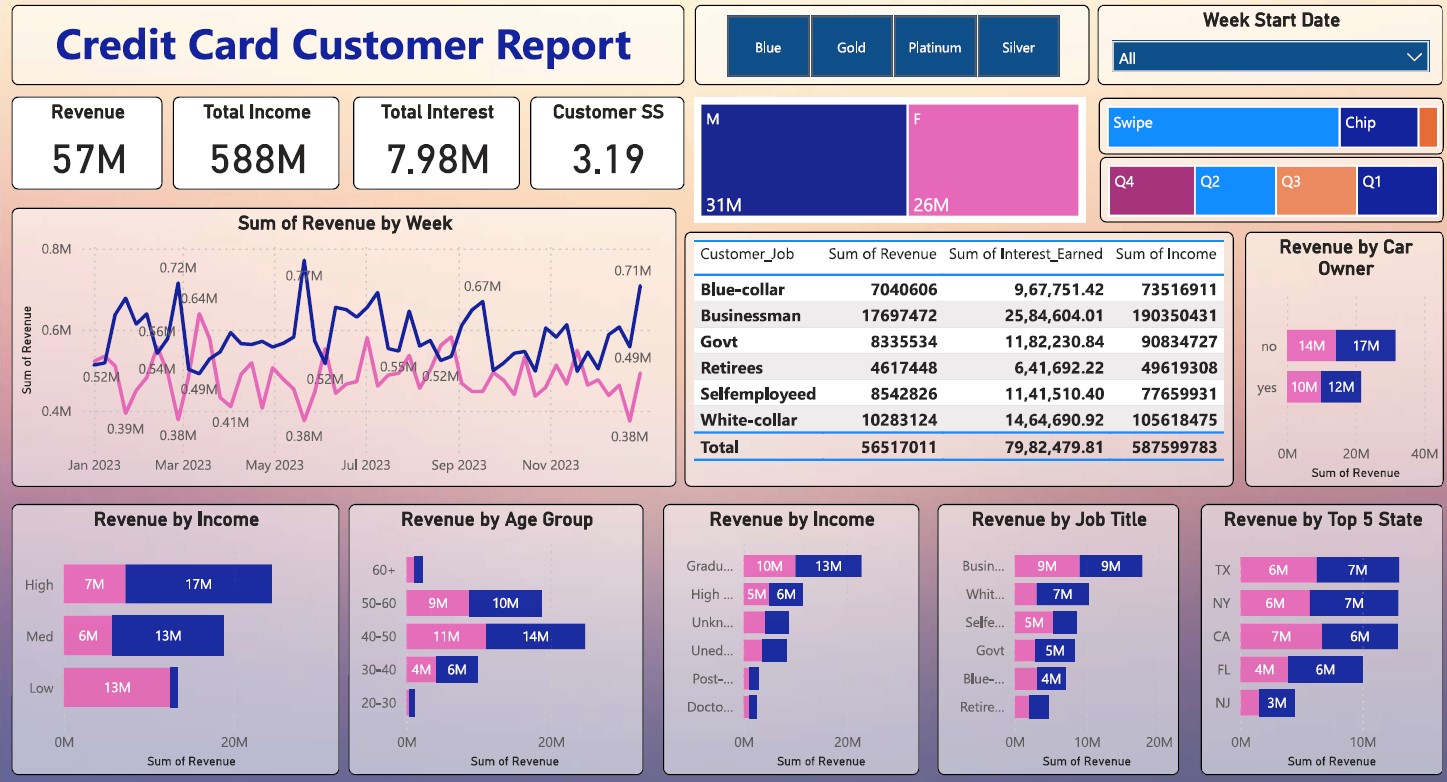 Credit Card Customer Report
Blue Gold Platinum Silver
Week Start Date
All
Revenue
57M
Total Income
588M
Total Interest
7.98M
Customer SS
3.19
M
31M
F
26M
Swipe Chip
Q4 Q2 Q3 Q1
Sum of Revenue by Week
Sum of Revenue
0.8M
0.6M
0.4M
0.72M
0.77M
0.71M
0.64M
0.67M
0.56M
0.54M
0.52M
0.49M
0.52M
0.55M
0.52M
0.49M
0.39M
0.38M
0.41M
0.38M
0.38M
Jan 2023 Mar 2023 May 2023 Jul 2023 Sep 2023 Nov 2023
Customer_Job Sum of Revenue Sum of Interest_Earned Sum of Income
Blue-collar 7040606 9,67,751.42 73516911
Businessman 17697472 25,84,604.01 190350431
Govt 8335534 11,82,230.84 90834727
Retirees 4617448 6,41,692.22 49619308
Selfemployeed 8542826 11,41,510.40 77659931
White-collar 10283124 14,64,690.92 105618475
Total 56517011 79,82,479.81 587599783
Revenue by Car
Owner
no 14M 17M
yes 10M 12M
0M 20M 40M
Sum of Revenue
Revenue by Income
High 7M 17M
Med 6M 13M
Low 13M
0M 20M
Sum of Revenue
Revenue by Age Group
60+
50-60 9M 10M
40-50 11M 14M
30-40 4M 6M
20-30
0M 20M
Sum of Revenue
Revenue by Income
Gradu... 10M 13M
High ... 5M 6M
Unkn...
Uned...
Post-...
Docto...
0M 20M
Sum of Revenue
Revenue by Job Title
Busin... 9M 9M
Whit... 7M
Selfe... 5M
Govt 5M
Blue-... 4M
Retire...
0M 10M 20M
Sum of Revenue
Revenue by Top 5 State
TX 6M 7M
NY 6M 7M
CA 7M 6M
FL 4M 6M
NJ 3M
0M 10M
Sum of Revenue